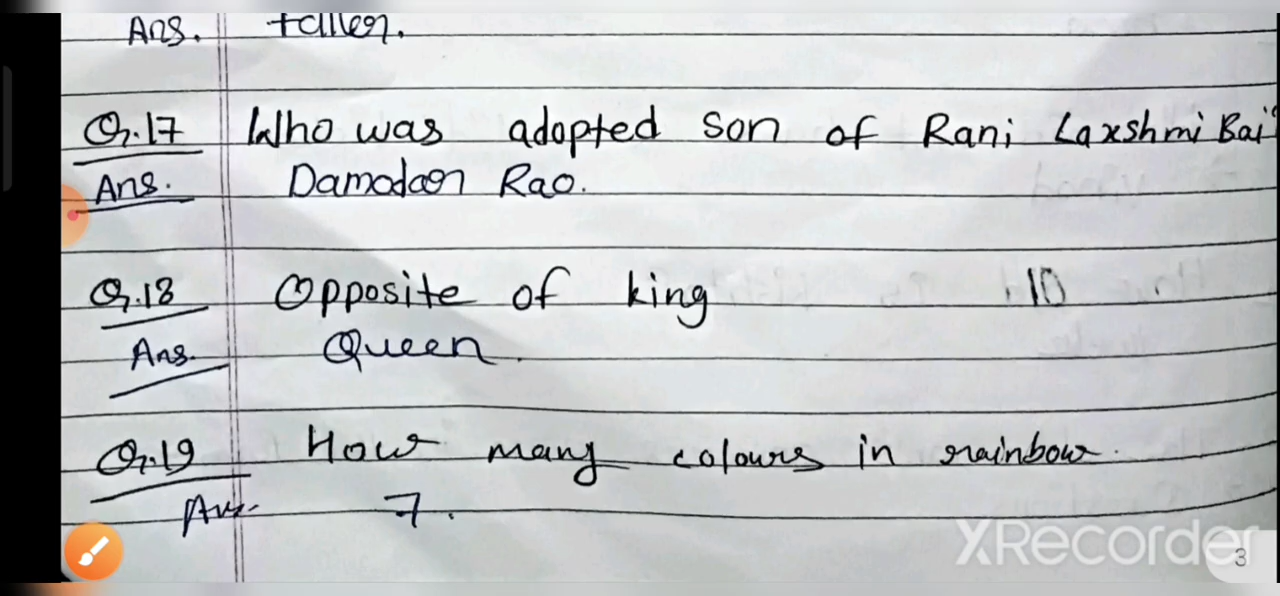 Ans. taller.
Q.17 Who was adopted son of Rani Laxshmi Bai?
Ans. Damodar Rao.
Q.18 Opposite of king
Ans. Queen.
Q.19 How many colours in rainbow.
Ans. 7.
XRecorder
3